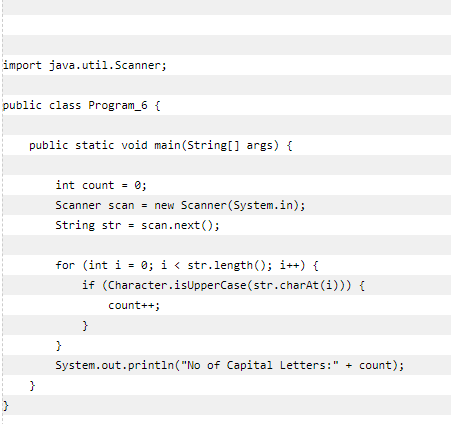 import java.util.Scanner;
public class Program_6 {
public static void main(String[] args) {
int count = 0;
Scanner scan = new Scanner(System.in);
String str = scan.next();
for (int i = 0; i < str.length(); i++) {
if (Character.isUpperCase(str.charAt(i))) {
count++;
}
}
System.out.println("No of Capital Letters:" + count);
}
}